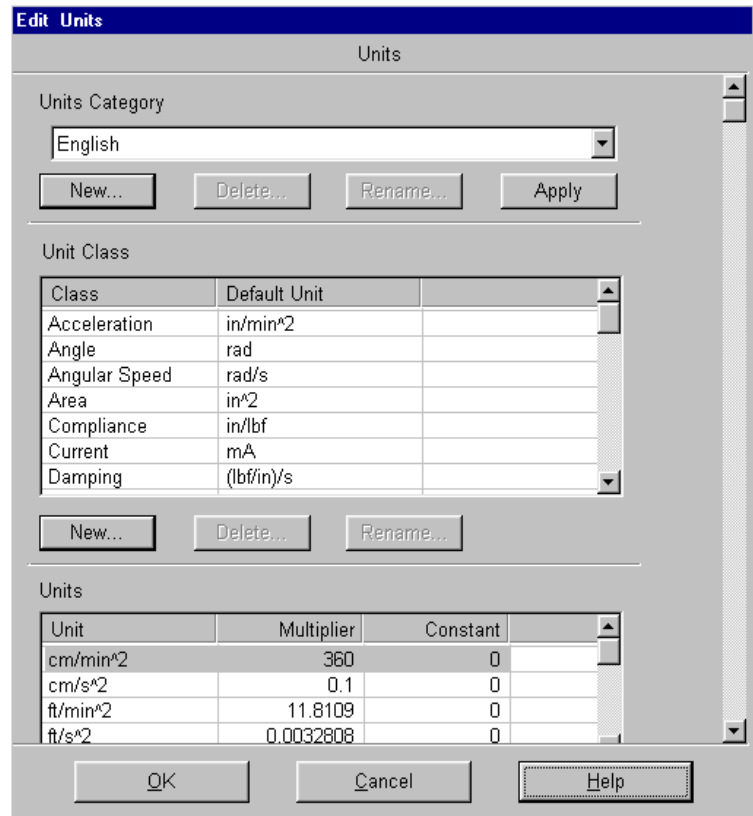 Edit Units
Units
Units Category
English
New... Delete... Rename... Apply
Unit Class
Class Default Unit
Acceleration in/min^2
Angle rad
Angular Speed rad/s
Area in^2
Compliance in/lbf
Current mA
Damping (lbf/in)/s
New... Delete... Rename...
Units
Unit Multiplier Constant
cm/min^2 360 0
cm/s^2 0.1 0
ft/min^2 11.8109 0
ft/s^2 0.0032808 0
OK Cancel Help